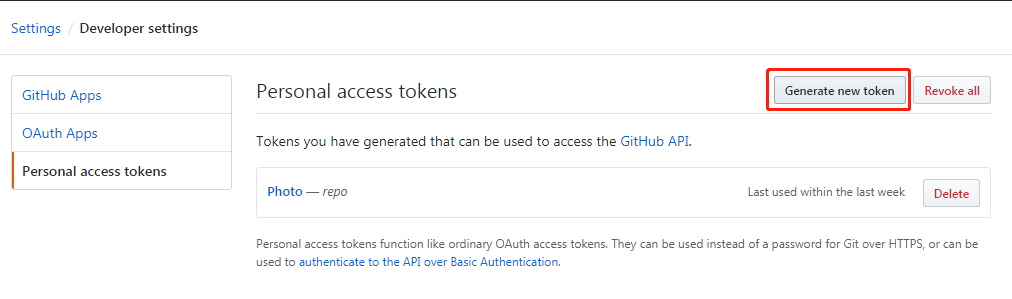 Settings / Developer settings
GitHub Apps
OAuth Apps
Personal access tokens
Personal access tokens
Generate new token
Revoke all
Tokens you have generated that can be used to access the GitHub API.
Photo — repo
Last used within the last week
Delete
Personal access tokens function like ordinary OAuth access tokens. They can be used instead of a password for Git over HTTPS, or can be
used to authenticate to the API over Basic Authentication.